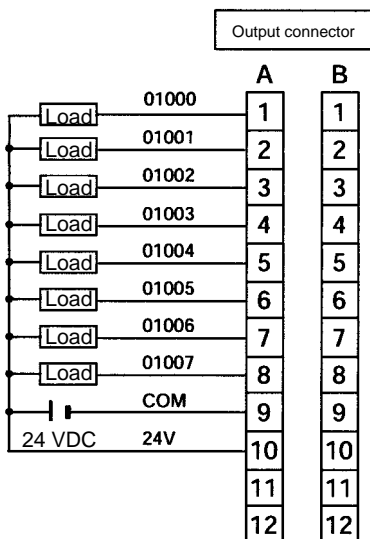 Output connector
A B
Load 01000 1 1
Load 01001 2 2
Load 01002 3 3
Load 01003 4 4
Load 01004 5 5
Load 01005 6 6
Load 01006 7 7
Load 01007 8 8
COM 9 9
24 VDC 24V 10 10
11 11
12 12